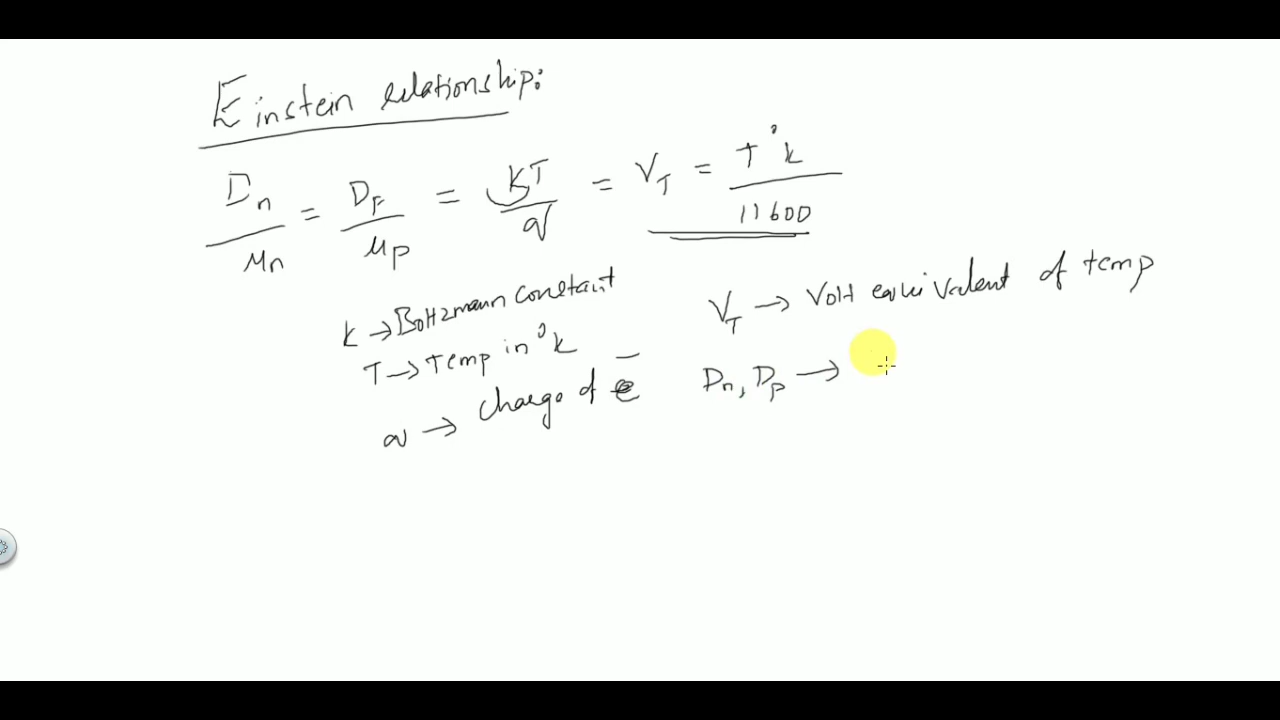 Einstein relationship:
Dn/μn = Dp/μp = KT/q = VT = T°k/11600
K → Boltzmann constant
T → Temp in °k
q → charge of e⁻
VT → Volt equivalent of temp
Dn, Dp →